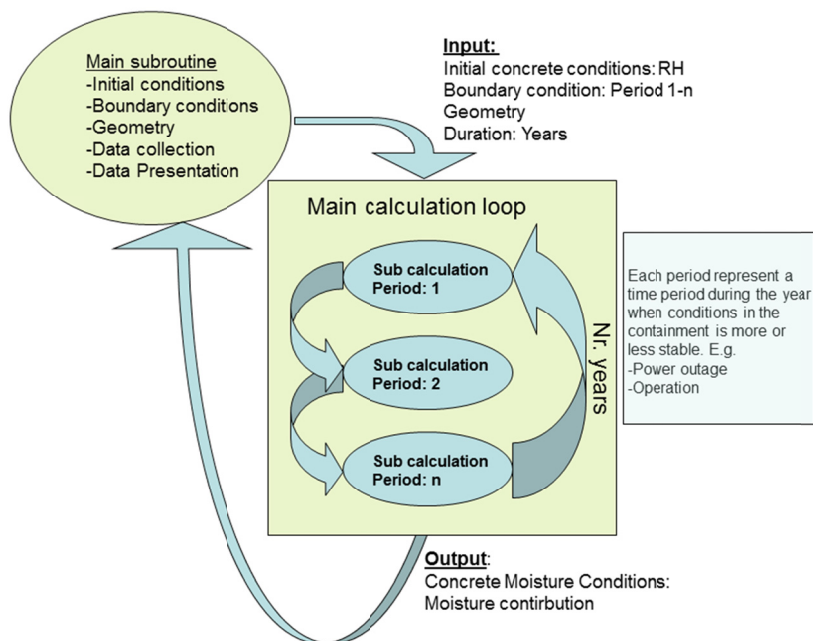 Main subroutine
-Initial conditions
-Boundary conditions
-Geometry
-Data collection
-Data Presentation
Input:
Initial concrete conditions: RH
Boundary condition: Period 1-n
Geometry
Duration: Years
Main calculation loop
Sub calculation
Period: 1
Sub calculation
Period: 2
Sub calculation
Period: n
Nr. years
Each period represent a
time period during the year
when conditions in the
containment is more or
less stable. E.g.
-Power outage
-Operation
Output:
Concrete Moisture Conditions:
Moisture contirbution